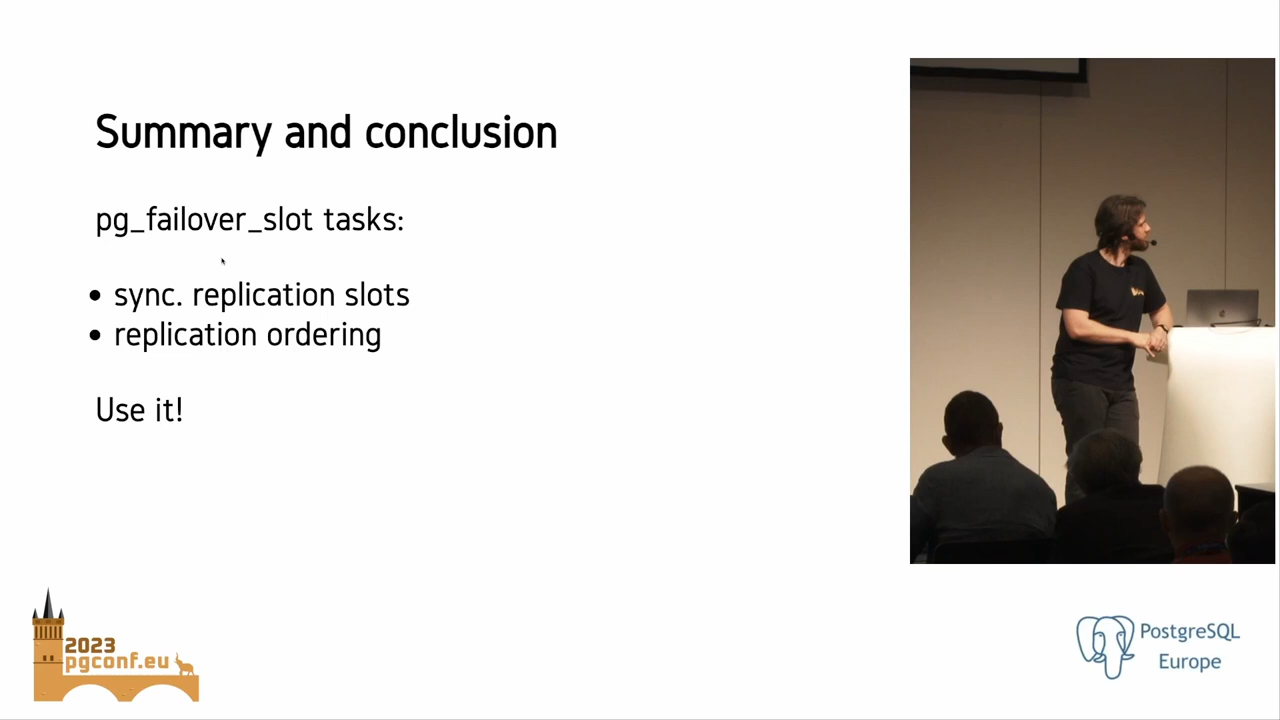 Summary and conclusion
pg_failover_slot tasks:
• sync. replication slots
• replication ordering
Use it!
2023
pgconf.eu
PostgreSQL
Europe